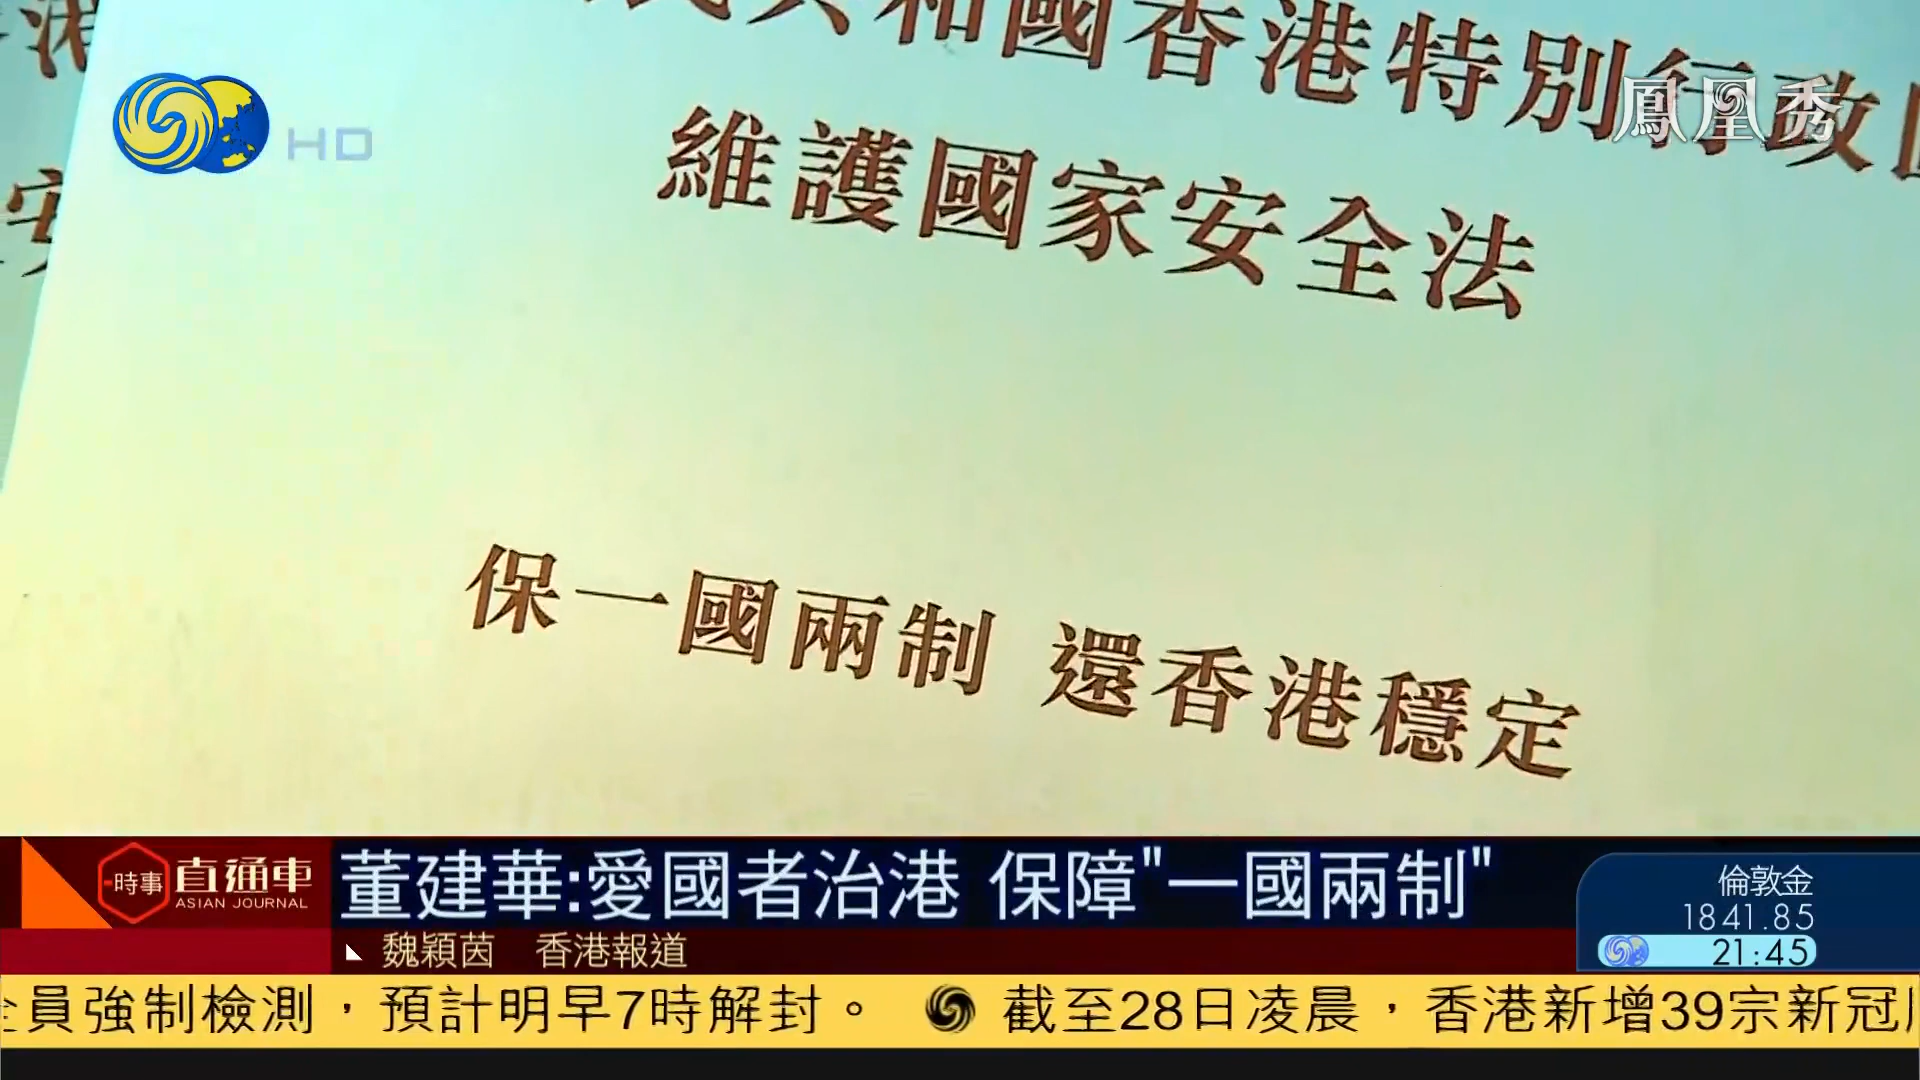 共和國香港特別行政
維護國家安全法
保一國兩制 還香港穩定
HD
鳳凰秀
時事
直通車
ASIAN JOURNAL
董建華:愛國者治港 保障"一國兩制"
魏穎茵 香港報道
倫敦金
1841.85
21:45
員強制檢測，預計明早7時解封。 截至28日凌晨，香港新增39宗新冠